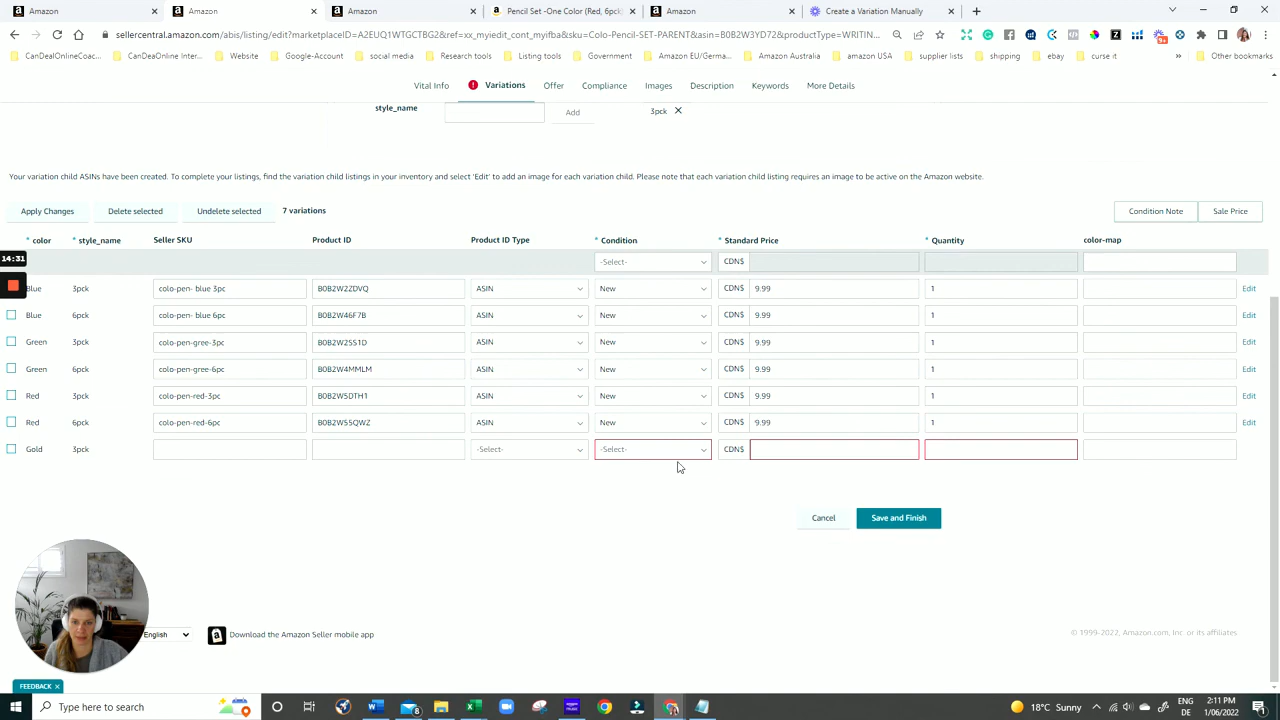 Amazon
Amazon
Amazon
Pencil Set -One Color (Red, 6pck)
Amazon
Create a Variation Manually
sellercentral.amazon.ca/abis/listing/edit?marketplaceID=A2EUQ1WTGCTBG2&ref=xx_myiedit_cont_myifba&sku=Colo-Pencil-SET-PARENT&asin=B0B2W3YD72&productType=WRITIN...
CanDeaOnlineCoac...
CanDeaOnline Inter...
Website
Google-Account
social media
Research tools
Listing tools
Government
Amazon EU/Germa...
Amazon Australia
amazon USA
supplier lists
shipping
ebay
curse it
»
Other bookmarks
Vital Info
Variations
Offer
Compliance
Images
Description
Keywords
More Details
style_name
Add
3pck
Your variation child ASINs have been created. To complete your listings, find the variation child listings in your inventory and select 'Edit' to add an image for each variation child. Please note that each variation child listing requires an image to be active on the Amazon website.
Apply Changes
Delete selected
Undelete selected
7 variations
Condition Note
Sale Price
* color * style_name Seller SKU Product ID Product ID Type * Condition * Standard Price * Quantity color-map
14:31
-Select- CDN$
Blue 3pck colo-pen- blue 3pc B0B2W2ZDVQ ASIN New CDN$ 9.99 1 Edit
Blue 6pck colo-pen- blue 6pc B0B2W46F7B ASIN New CDN$ 9.99 1 Edit
Green 3pck colo-pen-gree-3pc B0B2W2SS1D ASIN New CDN$ 9.99 1 Edit
Green 6pck colo-pen-gree-6pc B0B2W4MMLM ASIN New CDN$ 9.99 1 Edit
Red 3pck colo-pen-red-3pc B0B2W5DTH1 ASIN New CDN$ 9.99 1 Edit
Red 6pck colo-pen-red-6pc B0B2W5SQWZ ASIN New CDN$ 9.99 1 Edit
Gold 3pck -Select- -Select- CDN$
Cancel
Save and Finish
English
Download the Amazon Seller mobile app
© 1999-2022, Amazon.com, Inc. or its affiliates
FEEDBACK
Type here to search
8
18°C Sunny
ENG
DE
2:11 PM
1/06/2022
1